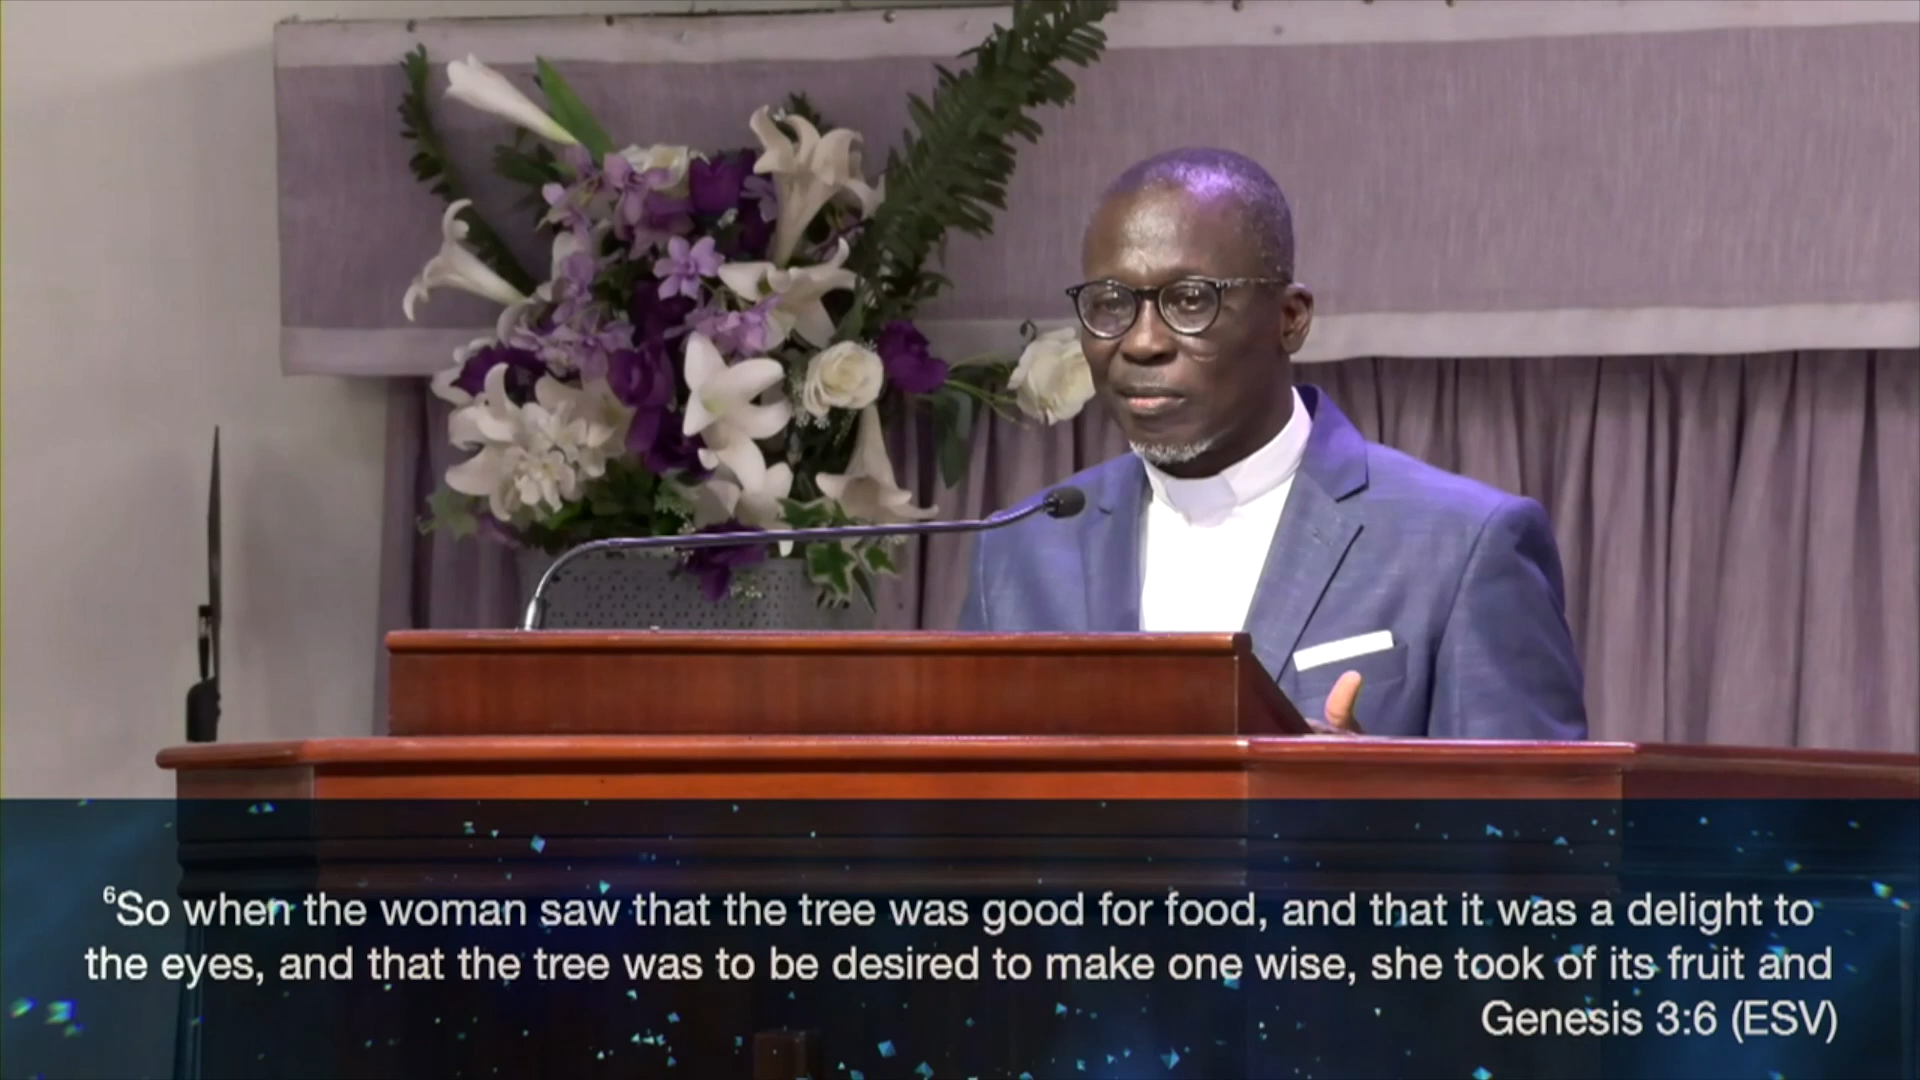 ⁶So when the woman saw that the tree was good for food, and that it was a delight to
the eyes, and that the tree was to be desired to make one wise, she took of its fruit and
Genesis 3:6 (ESV)